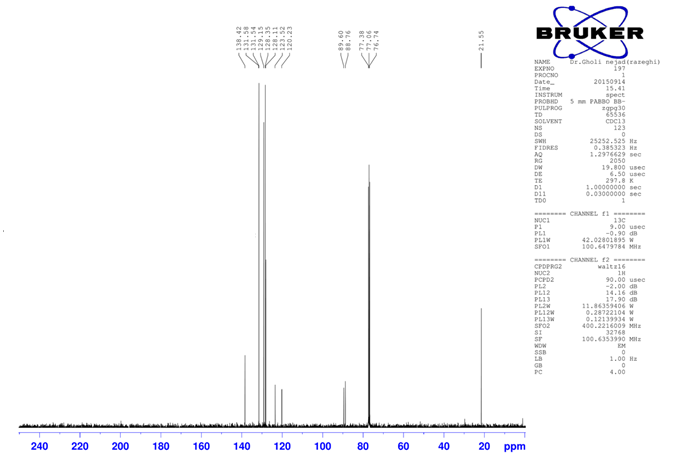 138.42
131.58
131.54
129.15
128.35
128.11
123.52
120.23
89.60
88.76
77.38
77.06
76.74
21.55
BRUKER
NAME Dr.Gholi nejad(razeghi)
EXPNO 197
PROCNO 1
Date_ 20150914
Time 15.41
INSTRUM spect
PROBHD 5 mm PABBO BB-
PULPROG zgpg30
TD 65536
SOLVENT CDCl3
NS 123
DS 0
SWH 25252.525 Hz
FIDRES 0.385323 Hz
AQ 1.2976629 sec
RG 2050
DW 19.800 usec
DE 6.50 usec
TE 297.8 K
D1 1.00000000 sec
D11 0.03000000 sec
TD0 1
======== CHANNEL f1 ========
NUC1 13C
P1 9.00 usec
PL1 -0.90 dB
PL1W 42.02801895 W
SFO1 100.6479784 MHz
======== CHANNEL f2 ========
CPDPRG2 waltz16
NUC2 1H
PCPD2 90.00 usec
PL2 -2.00 dB
PL12 14.16 dB
PL13 17.90 dB
PL2W 11.86359406 W
PL12W 0.28722104 W
PL13W 0.12139934 W
SFO2 400.2216009 MHz
SI 32768
SF 100.6353990 MHz
WDW EM
SSB 0
LB 1.00 Hz
GB 0
PC 4.00
240 220 200 180 160 140 120 100 80 60 40 20 ppm